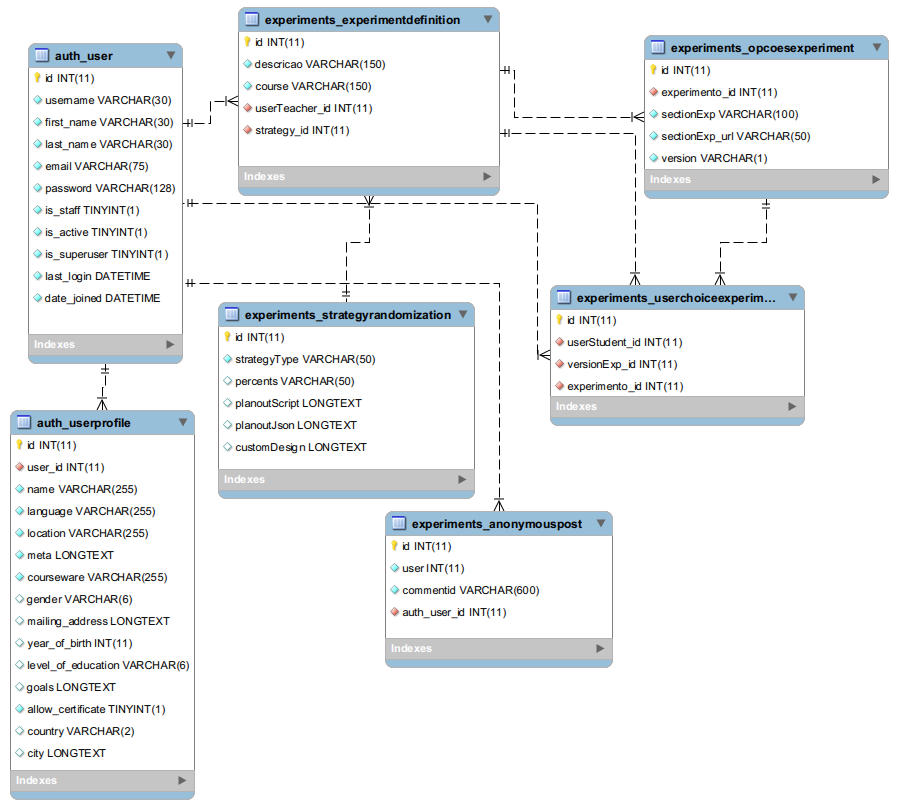 experiments_experimentdefinition
id INT(11)
descricao VARCHAR(150)
course VARCHAR(150)
userTeacher_id INT(11)
strategy_id INT(11)
Indexes
experiments_opcoesexperiment
id INT(11)
experimento_id INT(11)
sectionExp VARCHAR(100)
sectionExp_url VARCHAR(50)
version VARCHAR(1)
Indexes
auth_user
id INT(11)
username VARCHAR(30)
first_name VARCHAR(30)
last_name VARCHAR(30)
email VARCHAR(75)
password VARCHAR(128)
is_staff TINYINT(1)
is_active TINYINT(1)
is_superuser TINYINT(1)
last_login DATETIME
date_joined DATETIME
Indexes
experiments_strategyrandomization
id INT(11)
strategyType VARCHAR(50)
percents VARCHAR(50)
planoutScript LONGTEXT
planoutJson LONGTEXT
customDesign LONGTEXT
Indexes
experiments_userchoiceexperim...
id INT(11)
userStudent_id INT(11)
versionExp_id INT(11)
experimento_id INT(11)
Indexes
auth_userprofile
id INT(11)
user_id INT(11)
name VARCHAR(255)
language VARCHAR(255)
location VARCHAR(255)
meta LONGTEXT
courseware VARCHAR(255)
gender VARCHAR(6)
mailing_address LONGTEXT
year_of_birth INT(11)
level_of_education VARCHAR(6)
goals LONGTEXT
allow_certificate TINYINT(1)
country VARCHAR(2)
city LONGTEXT
Indexes
experiments_anonymouspost
id INT(11)
user INT(11)
commentid VARCHAR(600)
auth_user_id INT(11)
Indexes